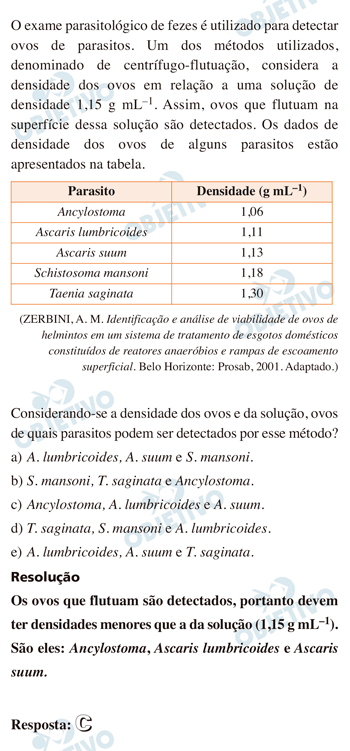 O exame parasitológico de fezes é utilizado para detectar
ovos de parasitos. Um dos métodos utilizados,
denominado de centrífugo-flutuação, considera a
densidade dos ovos em relação a uma solução de
densidade 1,15 g mL–1. Assim, ovos que flutuam na
superfície dessa solução são detectados. Os dados de
densidade dos ovos de alguns parasitos estão
apresentados na tabela.
Parasito Densidade (g mL–1)
Ancylostoma 1,06
Ascaris lumbricoides 1,11
Ascaris suum 1,13
Schistosoma mansoni 1,18
Taenia saginata 1,30
(ZERBINI, A. M. Identificação e análise de viabilidade de ovos de
helmintos em um sistema de tratamento de esgotos domésticos
constituídos de reatores anaeróbios e rampas de escoamento
superficial. Belo Horizonte: Prosab, 2001. Adaptado.)
Considerando-se a densidade dos ovos e da solução, ovos
de quais parasitos podem ser detectados por esse método?
a) A. lumbricoides, A. suum e S. mansoni.
b) S. mansoni, T. saginata e Ancylostoma.
c) Ancylostoma, A. lumbricoides e A. suum.
d) T. saginata, S. mansoni e A. lumbricoides.
e) A. lumbricoides, A. suum e T. saginata.
Resolução
Os ovos que flutuam são detectados, portanto devem
ter densidades menores que a da solução (1,15 g mL–1).
São eles: Ancylostoma, Ascaris lumbricoides e Ascaris
suum.
Resposta: C
OBJETIVO